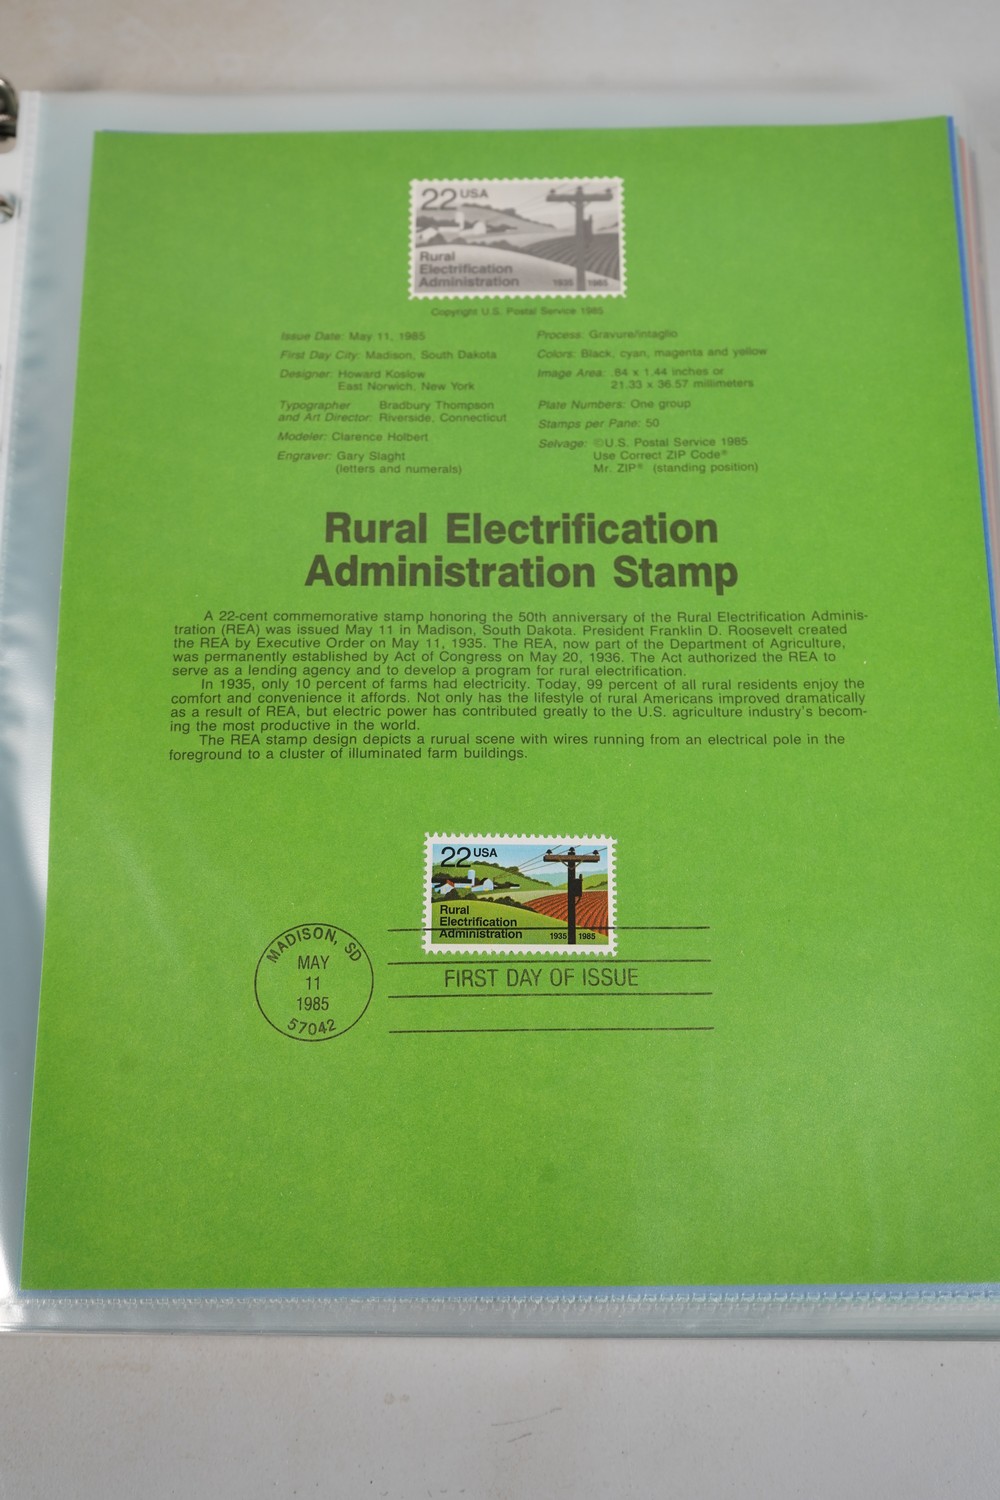 22 USA
Rural
Electrification
Administration 1935 1985
Copyright U.S. Postal Service 1985
Issue Date: May 11, 1985
First Day City: Madison, South Dakota
Designer: Howard Koslow
East Norwich, New York
Typographer Bradbury Thompson
and Art Director: Riverside, Connecticut
Modeler: Clarence Holbert
Engraver: Gary Slaght
(letters and numerals)
Process: Gravure/Intaglio
Colors: Black, cyan, magenta and yellow
Image Area: .84 x 1.44 inches or
21.33 x 36.57 millimeters
Plate Numbers: One group
Stamps per Pane: 50
Selvage: ©U.S. Postal Service 1985
Use Correct ZIP Code®
Mr. ZIP® (standing position)
Rural Electrification
Administration Stamp
A 22-cent commemorative stamp honoring the 50th anniversary of the Rural Electrification Adminis-
tration (REA) was issued May 11 in Madison, South Dakota. President Franklin D. Roosevelt created
the REA by Executive Order on May 11, 1935. The REA, now part of the Department of Agriculture,
was permanently established by Act of Congress on May 20, 1936. The Act authorized the REA to
serve as a lending agency and to develop a program for rural electrification.
In 1935, only 10 percent of farms had electricity. Today, 99 percent of all rural residents enjoy the
comfort and convenience it affords. Not only has the lifestyle of rural Americans improved dramatically
as a result of REA, but electric power has contributed greatly to the U.S. agriculture industry's becom-
ing the most productive in the world.
The REA stamp design depicts a rurual scene with wires running from an electrical pole in the
foreground to a cluster of illuminated farm buildings.
22 USA
Rural
Electrification
Administration 1935 1985
MADISON, SD
MAY
11
1985
57042
FIRST DAY OF ISSUE